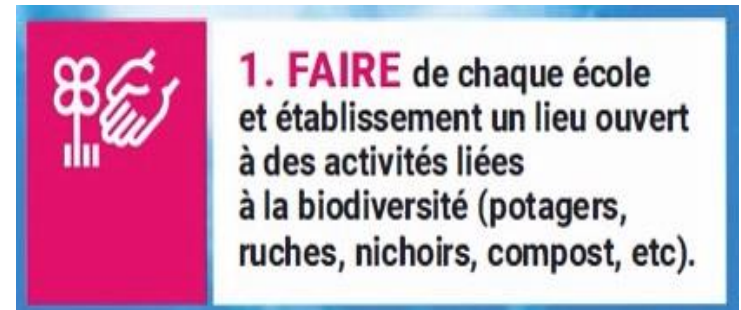 1. FAIRE de chaque école
et établissement un lieu ouvert
à des activités liées
à la biodiversité (potagers,
ruches, nichoirs, compost, etc).